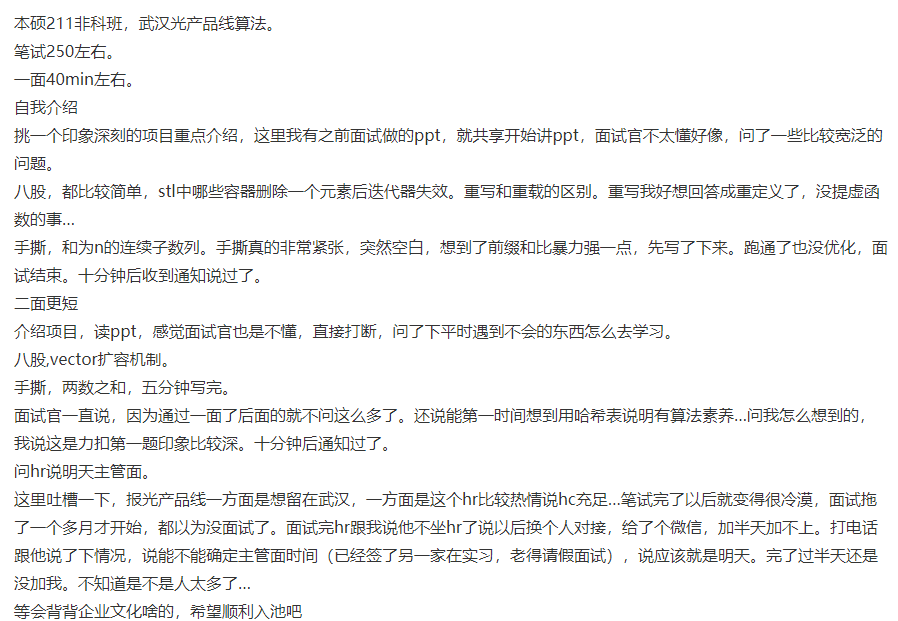 本硕211非科班，武汉光产品线算法。
笔试250左右。
一面40min左右。
自我介绍
挑一个印象深刻的项目重点介绍，这里我有之前面试做的ppt，就共享开始讲ppt，面试官不太懂好像，问了一些比较宽泛的
问题。
八股，都比较简单，stl中哪些容器删除一个元素后迭代器失效。重写和重载的区别。重写我好想回答成重定义了，没提虚函
数的事...
手撕，和为n的连续子数列。手撕真的非常紧张，突然空白，想到了前缀和比暴力强一点，先写了下来。跑通了也没优化，面
试结束。十分钟后收到通知说过了。
二面更短
介绍项目，读ppt，感觉面试官也是不懂，直接打断，问了下平时遇到不会的东西怎么去学习。
八股,vector扩容机制。
手撕，两数之和，五分钟写完。
面试官一直说，因为通过一面了后面的就不问这么多了。还说能第一时间想到用哈希表说明有算法素养...问我怎么想到的，
我说这是力扣第一题印象比较深。十分钟后通知过了。
问hr说明天主管面。
这里吐槽一下，报光产品线一方面是想留在武汉，一方面是这个hr比较热情说hc充足...笔试完了以后就变得很冷漠，面试拖
了一个多月才开始，都以为没面试了。面试完hr跟我说他不坐hr了说以后换个人对接，给了个微信，加半天加不上。打电话
跟他说了下情况，说能不能确定主管面时间（已经签了另一家在实习，老得请假面试），说应该就是明天。完了过半天还是
没加我。不知道是不是人太多了...
等会背背企业文化啥的，希望顺利入池吧